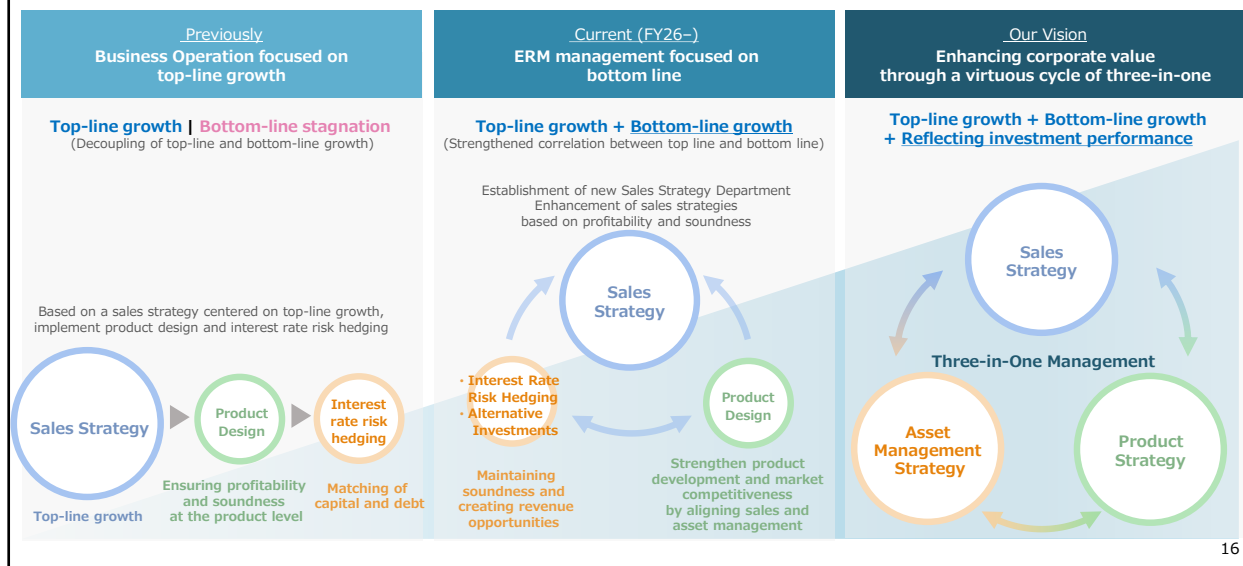 Previously
Business Operation focused on
top-line growth
Top-line growth | Bottom-line stagnation
(Decoupling of top-line and bottom-line growth)
Based on a sales strategy centered on top-line growth,
implement product design and interest rate risk hedging
Sales Strategy
Product
Design
Interest
rate risk
hedging
Top-line growth
Ensuring profitability
and soundness
at the product level
Matching of
capital and debt
Current (FY26–)
ERM management focused on
bottom line
Top-line growth + Bottom-line growth
(Strengthened correlation between top line and bottom line)
Establishment of new Sales Strategy Department
Enhancement of sales strategies
based on profitability and soundness
Sales
Strategy
・Interest Rate
Risk Hedging
・Alternative
Investments
Product
Design
Maintaining
soundness and
creating revenue
opportunities
Strengthen product
development and market
competitiveness
by aligning sales and
asset management
Our Vision
Enhancing corporate value
through a virtuous cycle of three-in-one
Top-line growth + Bottom-line growth
+ Reflecting investment performance
Sales
Strategy
Three-in-One Management
Asset
Management
Strategy
Product
Strategy
16